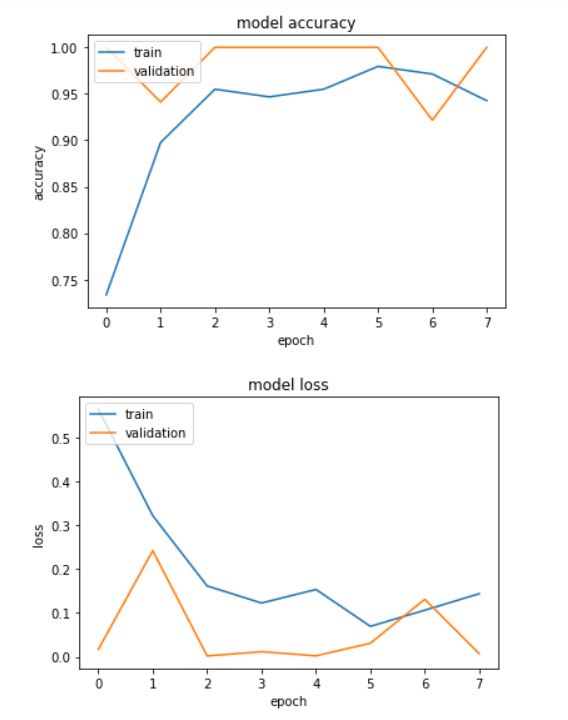 model accuracy
train
validation
1.00
0.95
0.90
0.85
0.80
0.75
accuracy
0 1 2 3 4 5 6 7
epoch
model loss
train
validation
0.5
0.4
0.3
0.2
0.1
0.0
loss
0 1 2 3 4 5 6 7
epoch